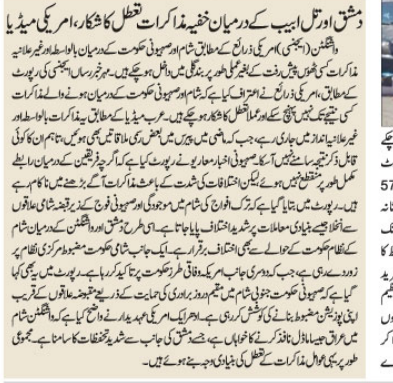 دمشق اور تل ابیب کے درمیان خفیہ مذاکرات تعطل کا شکار، امریکی میڈیا
واشنگٹن (ایجنسی) امریکی ذرائع کے مطابق شام اور صہیونی حکومت کے درمیان بالواسطہ اور غیر علانیہ
مذاکرات کسی ٹھوس پیش رفت کے بغیر عملی طور پر بند گلی میں داخل ہو چکے ہیں۔ مہر خبر رساں ایجنسی کی رپورٹ
کے مطابق، امریکی ذرائع نے اعتراف کیا ہے کہ شام اور صہیونی حکومت کے درمیان ہونے والے مذاکرات
کسی نتیجے تک نہیں پہنچ سکے اور عملاً تعطل کا شکار ہو چکے ہیں۔ عرب میڈیا کے مطابق یہ مذاکرات بالواسطہ اور
غیر علانیہ انداز میں جاری رہے، جب کہ ماضی میں پیرس میں بعض رسمی ملاقاتیں بھی ہوئیں، تاہم ان کا کوئی
قابل ذکر نتیجہ سامنے نہیں آسکا۔ صہیونی اخبار معاریو نے رپورٹ کیا ہے کہ اگرچہ فریقین کے درمیان رابطے
مکمل طور پر منقطع نہیں ہوئے لیکن اختلافات کی شدت کے باعث مذاکرات آگے بڑھنے میں ناکام رہے
ہیں۔ رپورٹ میں بتایا گیا ہے کہ ترک افواج کی شام میں موجودگی اور صہیونی فوج کے زیر قبضہ شامی علاقوں
سے انخلا جیسے بنیادی معاملات پر شدید اختلاف پایا جاتا ہے۔ اسی طرح دمشق اور واشنگٹن کے درمیان شام
کے نظام حکومت کے حوالے سے بھی اختلاف برقرار ہے۔ ایک جانب شامی حکومت مضبوط مرکزی نظام پر
زور دے رہی ہے، جب کہ دوسری جانب امریکہ وفاقی طرز حکومت پر تاکید کر رہا ہے۔ رپورٹ میں یہ بھی کہا
گیا ہے کہ صہیونی حکومت جنوبی شام میں مقیم دروز برادری کی حمایت کے ذریعے مقبوضہ علاقوں کے قریب
اپنی پوزیشن مضبوط بنانے کی کوشش کر رہی ہے۔ ادھر ایک امریکی عہدیدار نے واضح کیا ہے کہ واشنگٹن شام
میں عراق جیسا ماڈل نافذ کرنے کا خواہاں ہے، جسے دمشق کی جانب سے شدید تحفظات کا سامنا ہے۔ مجموعی
طور پر یہی عوامل مذاکرات کے تعطل کی بنیادی وجہ بنے ہوئے ہیں۔